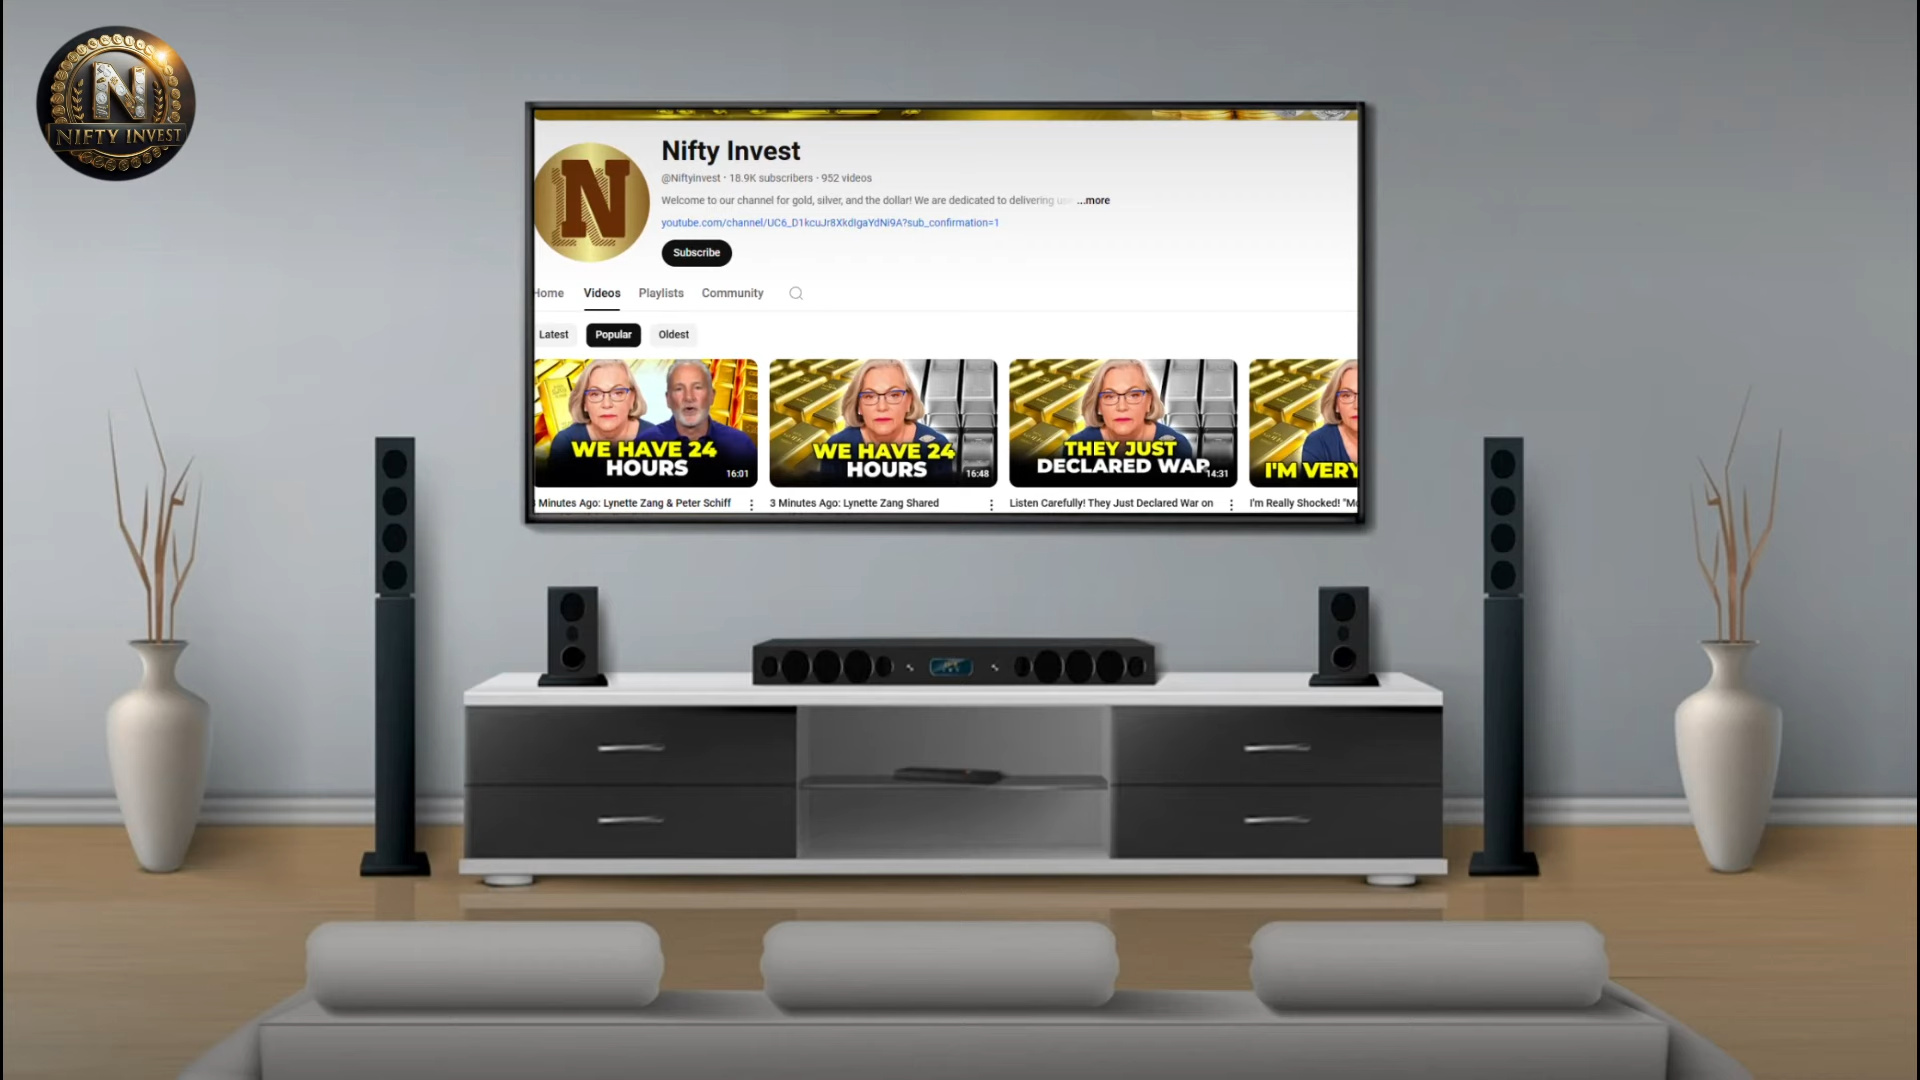 N
NIFTY INVEST
Nifty Invest
@Niftyinvest · 18.9K subscribers · 952 videos
Welcome to our channel for gold, silver, and the dollar! We are dedicated to delivering ...more
youtube.com/channel/UC6_D1kcuJr8XkdIgaYdNi9A?sub_confirmation=1
Subscribe
Home Videos Playlists Community
Latest Popular Oldest
WE HAVE 24
HOURS
16:01
WE HAVE 24
HOURS
16:48
THEY JUST
DECLARED WAR
14:31
I'M VERY
3 Minutes Ago: Lynette Zang & Peter Schiff
3 Minutes Ago: Lynette Zang Shared
Listen Carefully! They Just Declared War on
I'm Really Shocked! "Mo